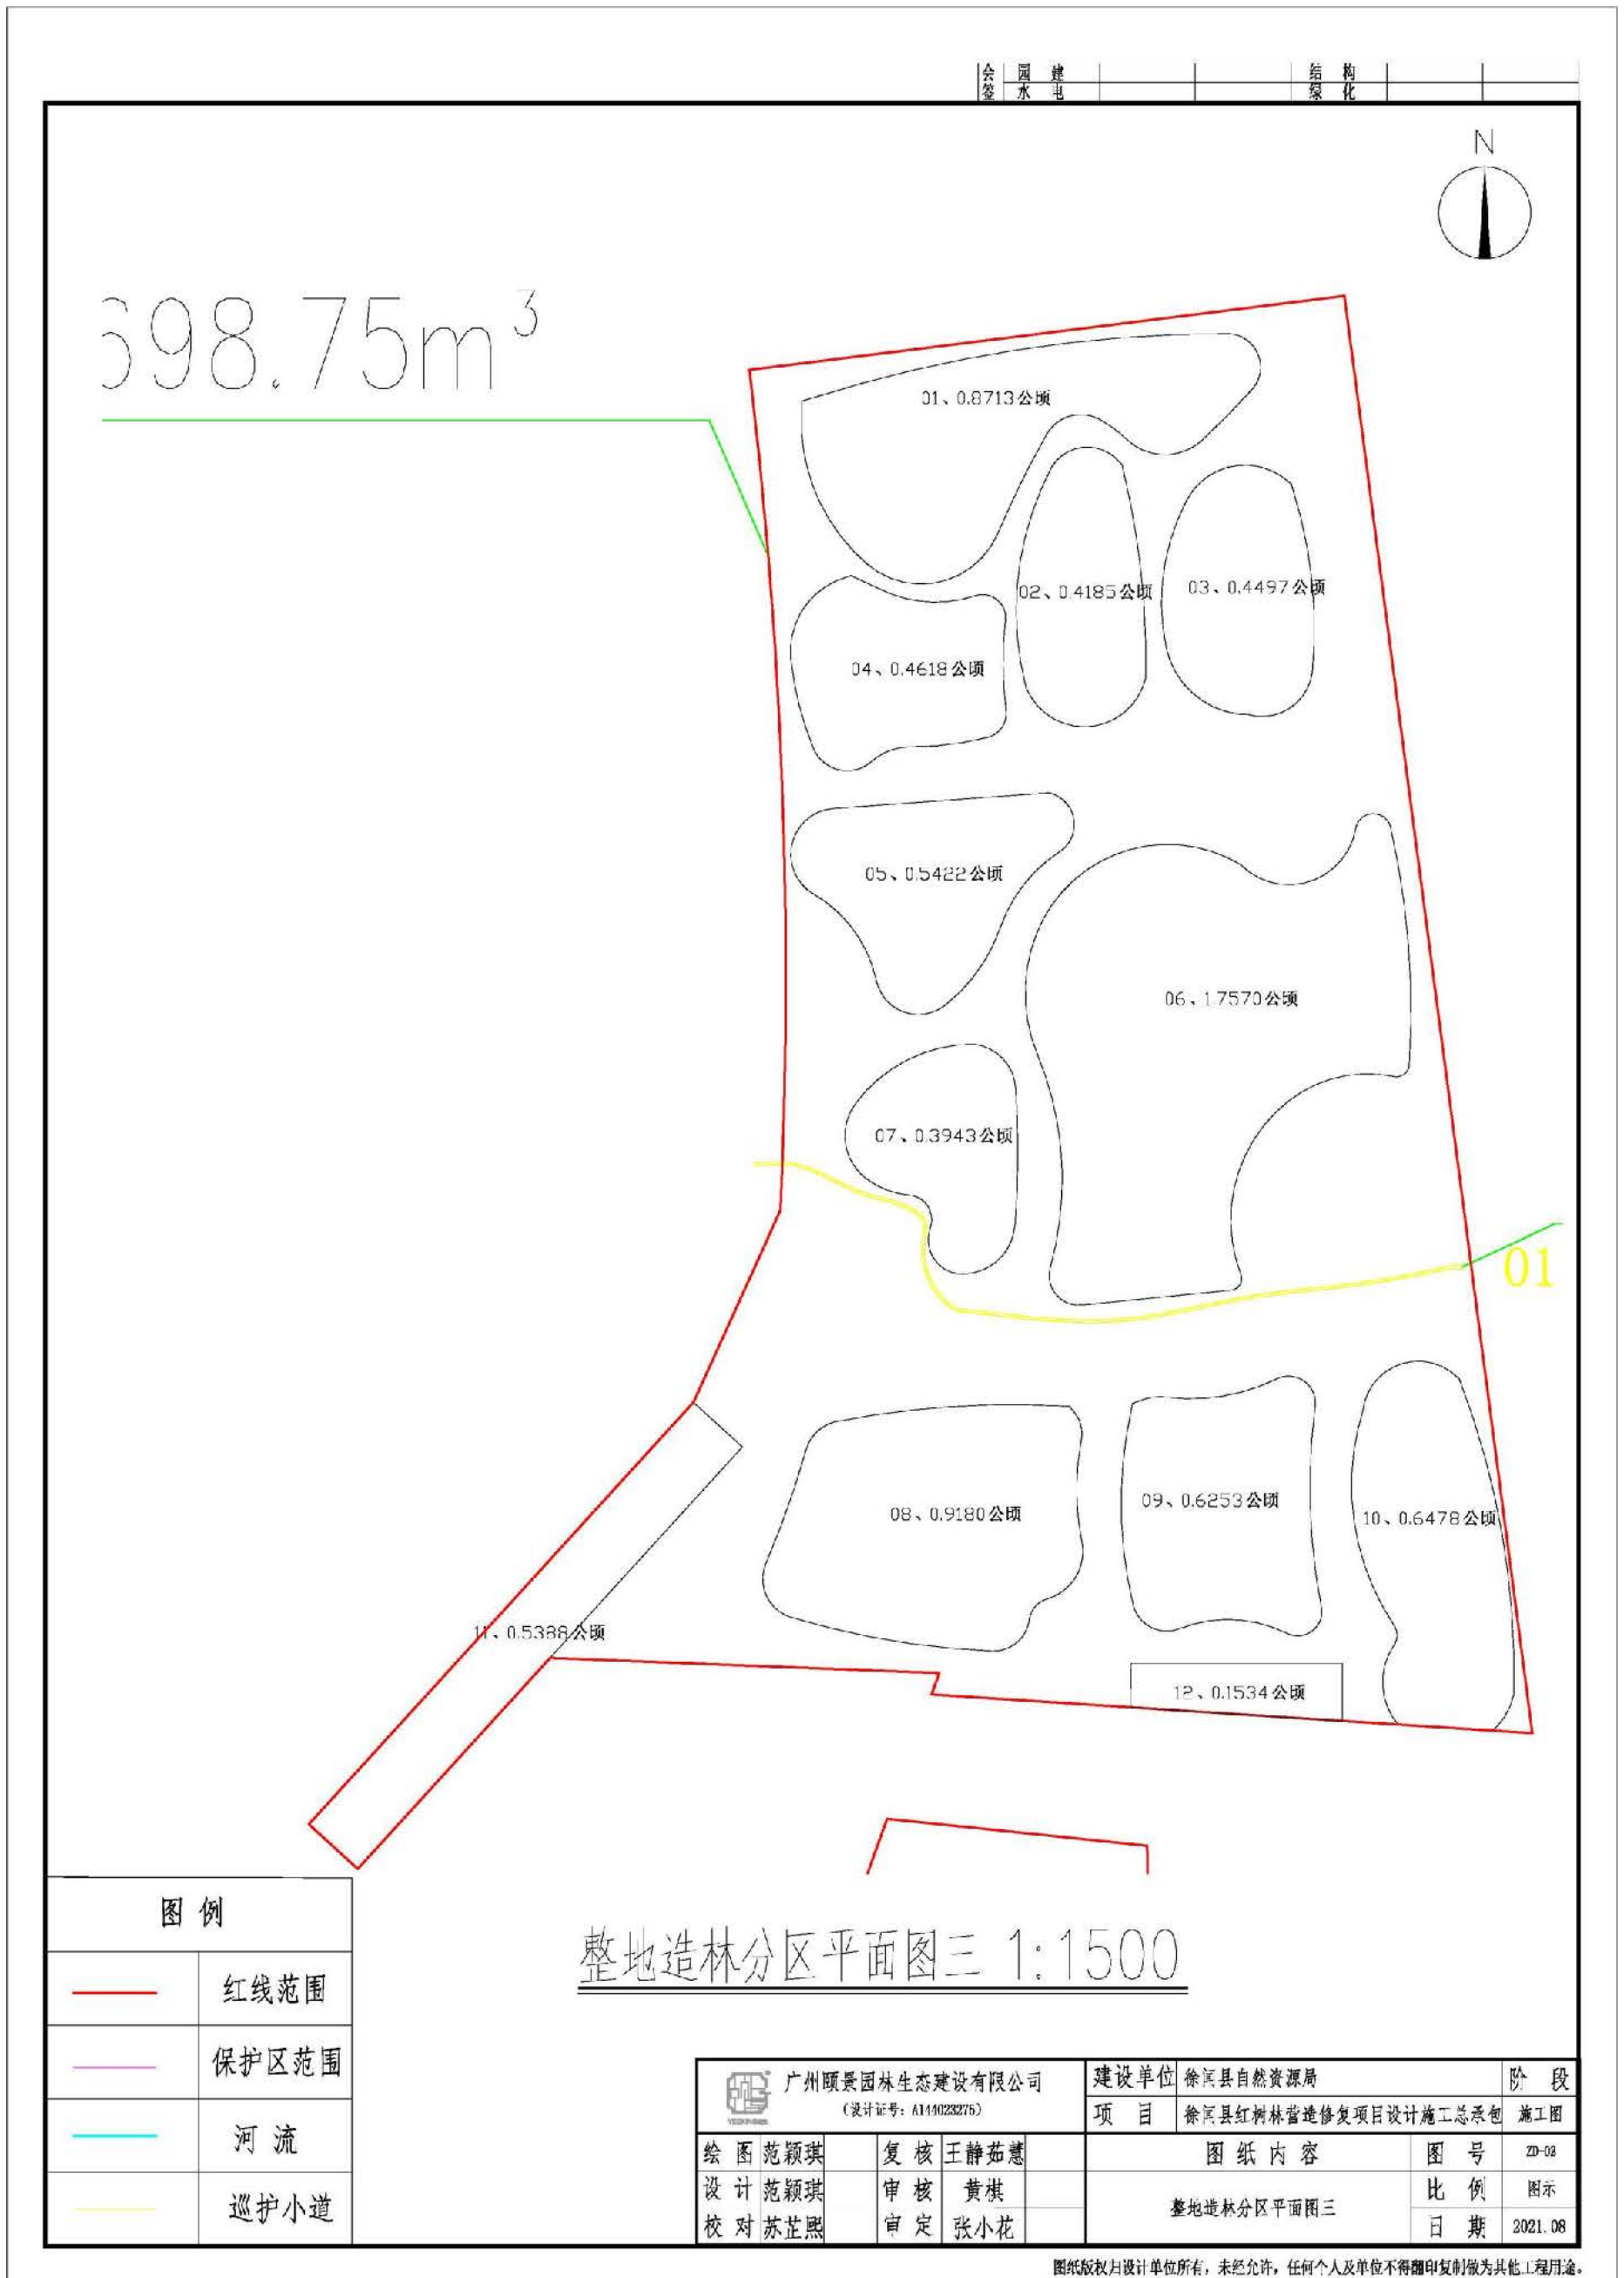 会签 园建 结构
水电 绿化
N
698.75m³
01、0.8713公顷
02、0.4185公顷
03、0.4497公顷
04、0.4618公顷
05、0.5422公顷
06、1.7570公顷
07、0.3943公顷
01
08、0.9180公顷
09、0.6253公顷
10、0.6478公顷
11、0.5388公顷
12、0.1534公顷
图例
红线范围
保护区范围
河流
巡护小道
整地造林分区平面图三 1:1500
广州颐景园林生态建设有限公司
(设计证号: A144023275)
建设单位 徐闻县自然资源局 阶段
项目 徐闻县红树林营造修复项目设计施工总承包 施工图
绘图 范颖琪 复核 王静茹慧 图纸内容 图号 ZD-03
设计 范颖琪 审核 黄棋 整地造林分区平面图三 比例 图示
校对 苏芷熙 审定 张小花 日期 2021.08
图纸版权归设计单位所有，未经允许，任何个人及单位不得翻印复制做为其他工程用途。